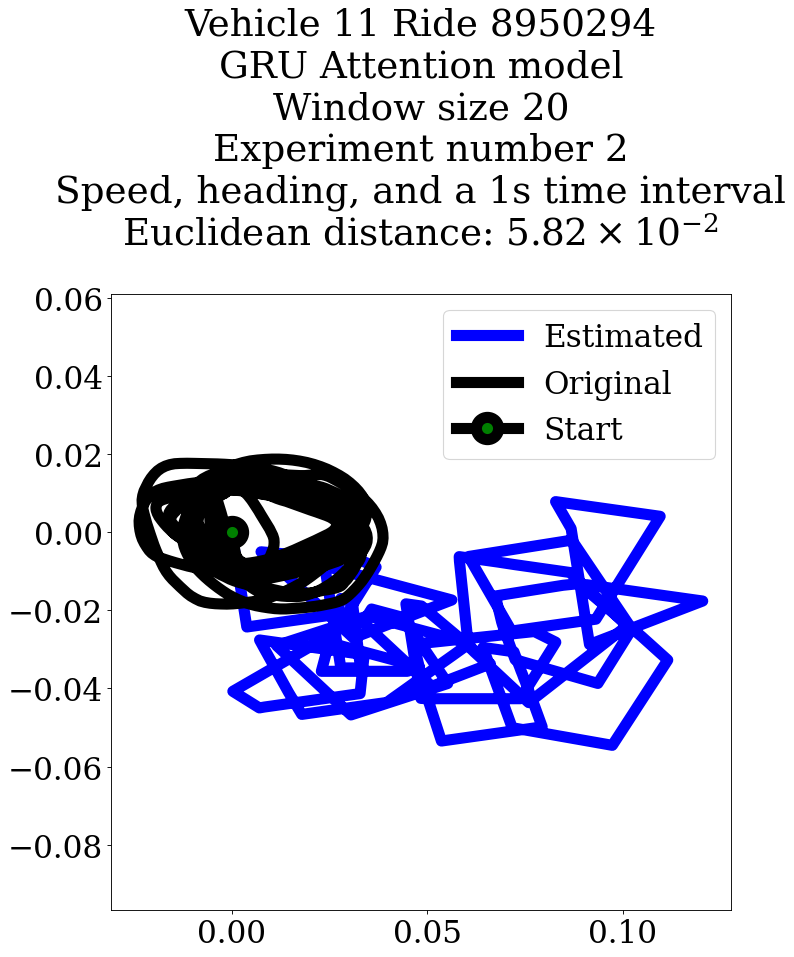 Vehicle 11 Ride 8950294
GRU Attention model
Window size 20
Experiment number 2
Speed, heading, and a 1s time interval
Euclidean distance: 5.82 × 10⁻²
0.06
0.04
0.02
0.00
−0.02
−0.04
−0.06
−0.08
Estimated
Original
Start
0.00
0.05
0.10